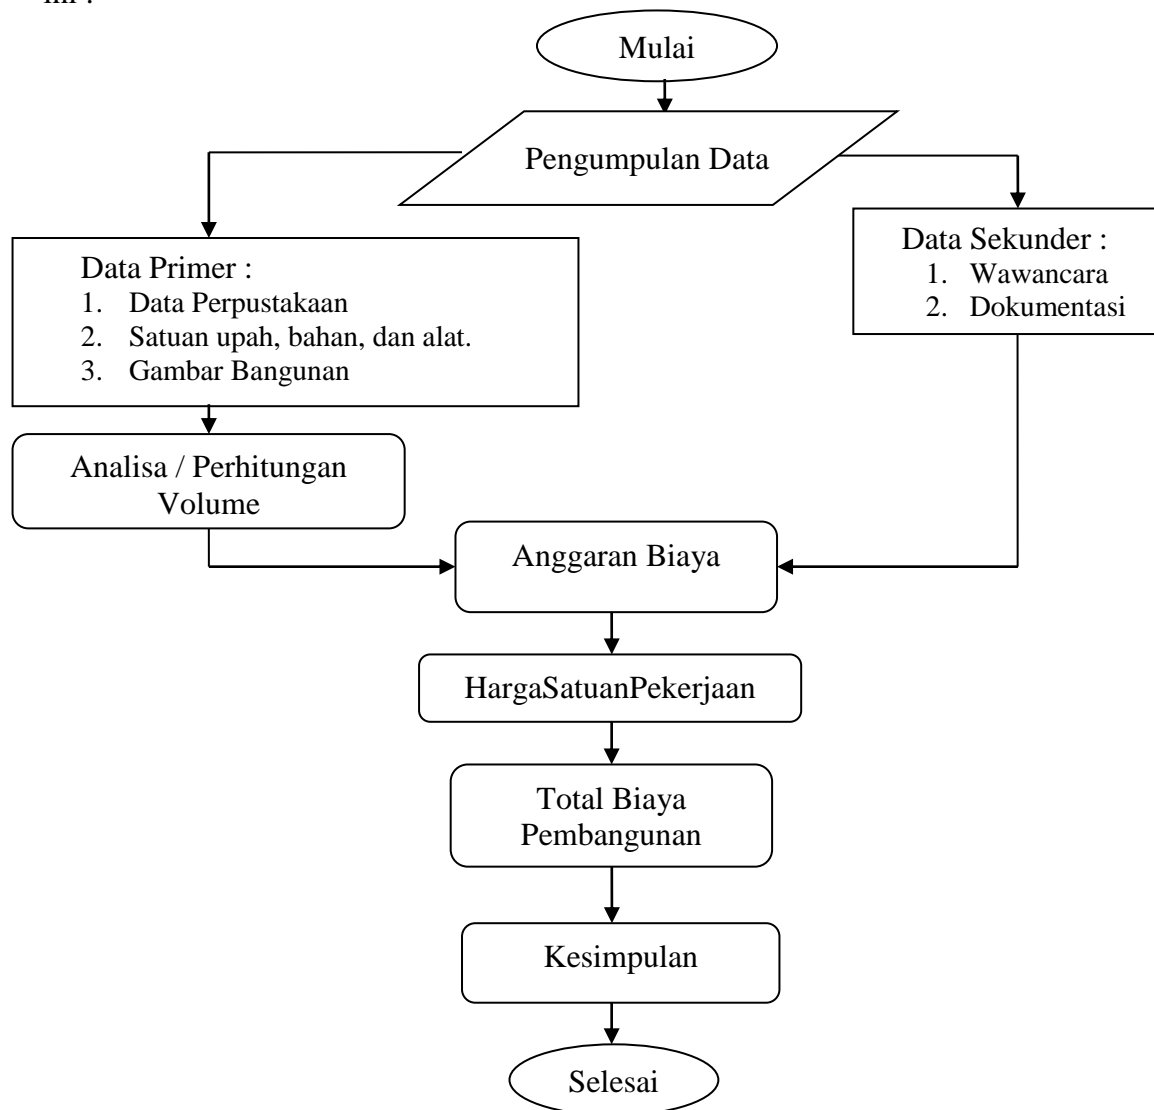 Mulai
Pengumpulan Data
Data Primer :
1. Data Perpustakaan
2. Satuan upah, bahan, dan alat.
3. Gambar Bangunan
Data Sekunder :
1. Wawancara
2. Dokumentasi
Analisa / Perhitungan
Volume
Anggaran Biaya
HargaSatuanPekerjaan
Total Biaya
Pembangunan
Kesimpulan
Selesai